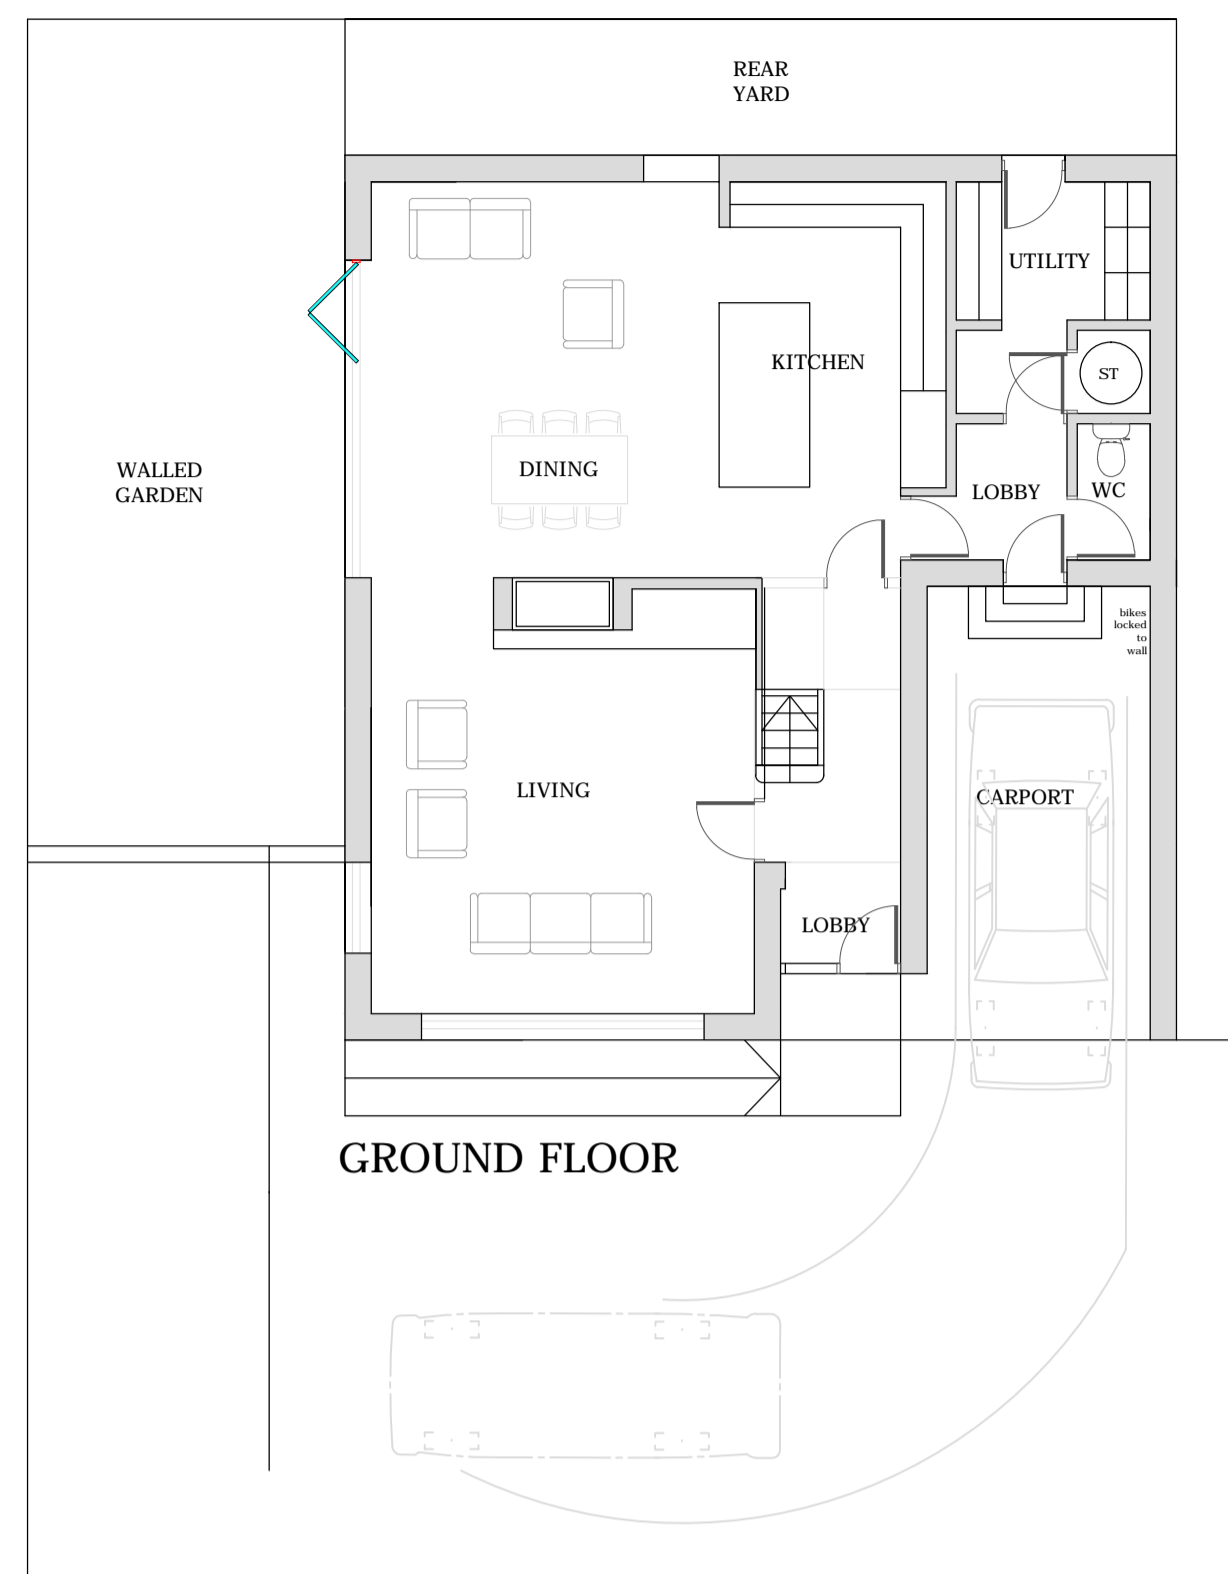 REAR
YARD
UTILITY
KITCHEN
ST
DINING
WALLED
GARDEN
LOBBY
WC
bikes
locked
to
wall
LIVING
CARPORT
LOBBY
GROUND FLOOR